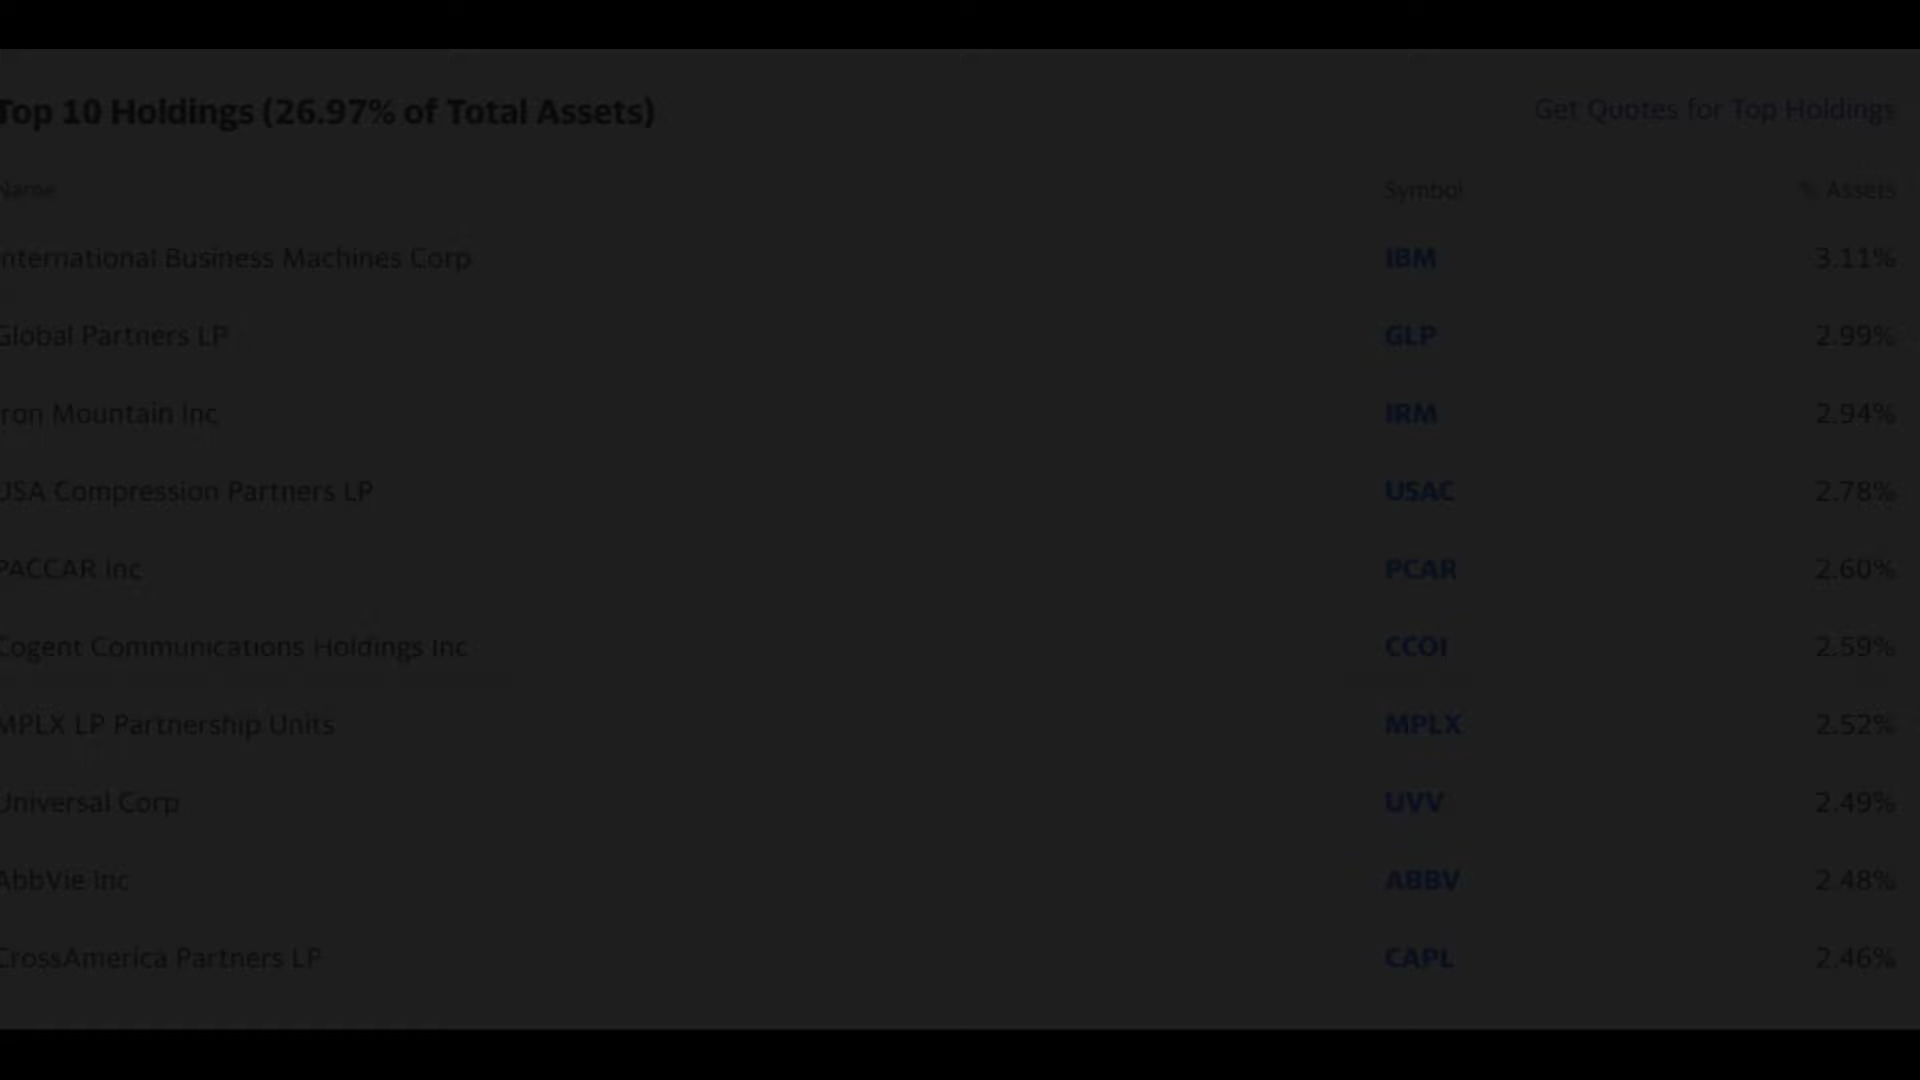 Top 10 Holdings (26.97% of Total Assets) Get Quotes for Top Holdings
Name Symbol % Assets
International Business Machines Corp IBM 3.11%
Global Partners LP GLP 2.99%
Iron Mountain Inc IRM 2.94%
USA Compression Partners LP USAC 2.78%
PACCAR Inc PCAR 2.60%
Cogent Communications Holdings Inc CCOI 2.59%
MPLX LP Partnership Units MPLX 2.52%
Universal Corp UVV 2.49%
AbbVie Inc ABBV 2.48%
CrossAmerica Partners LP CAPL 2.46%